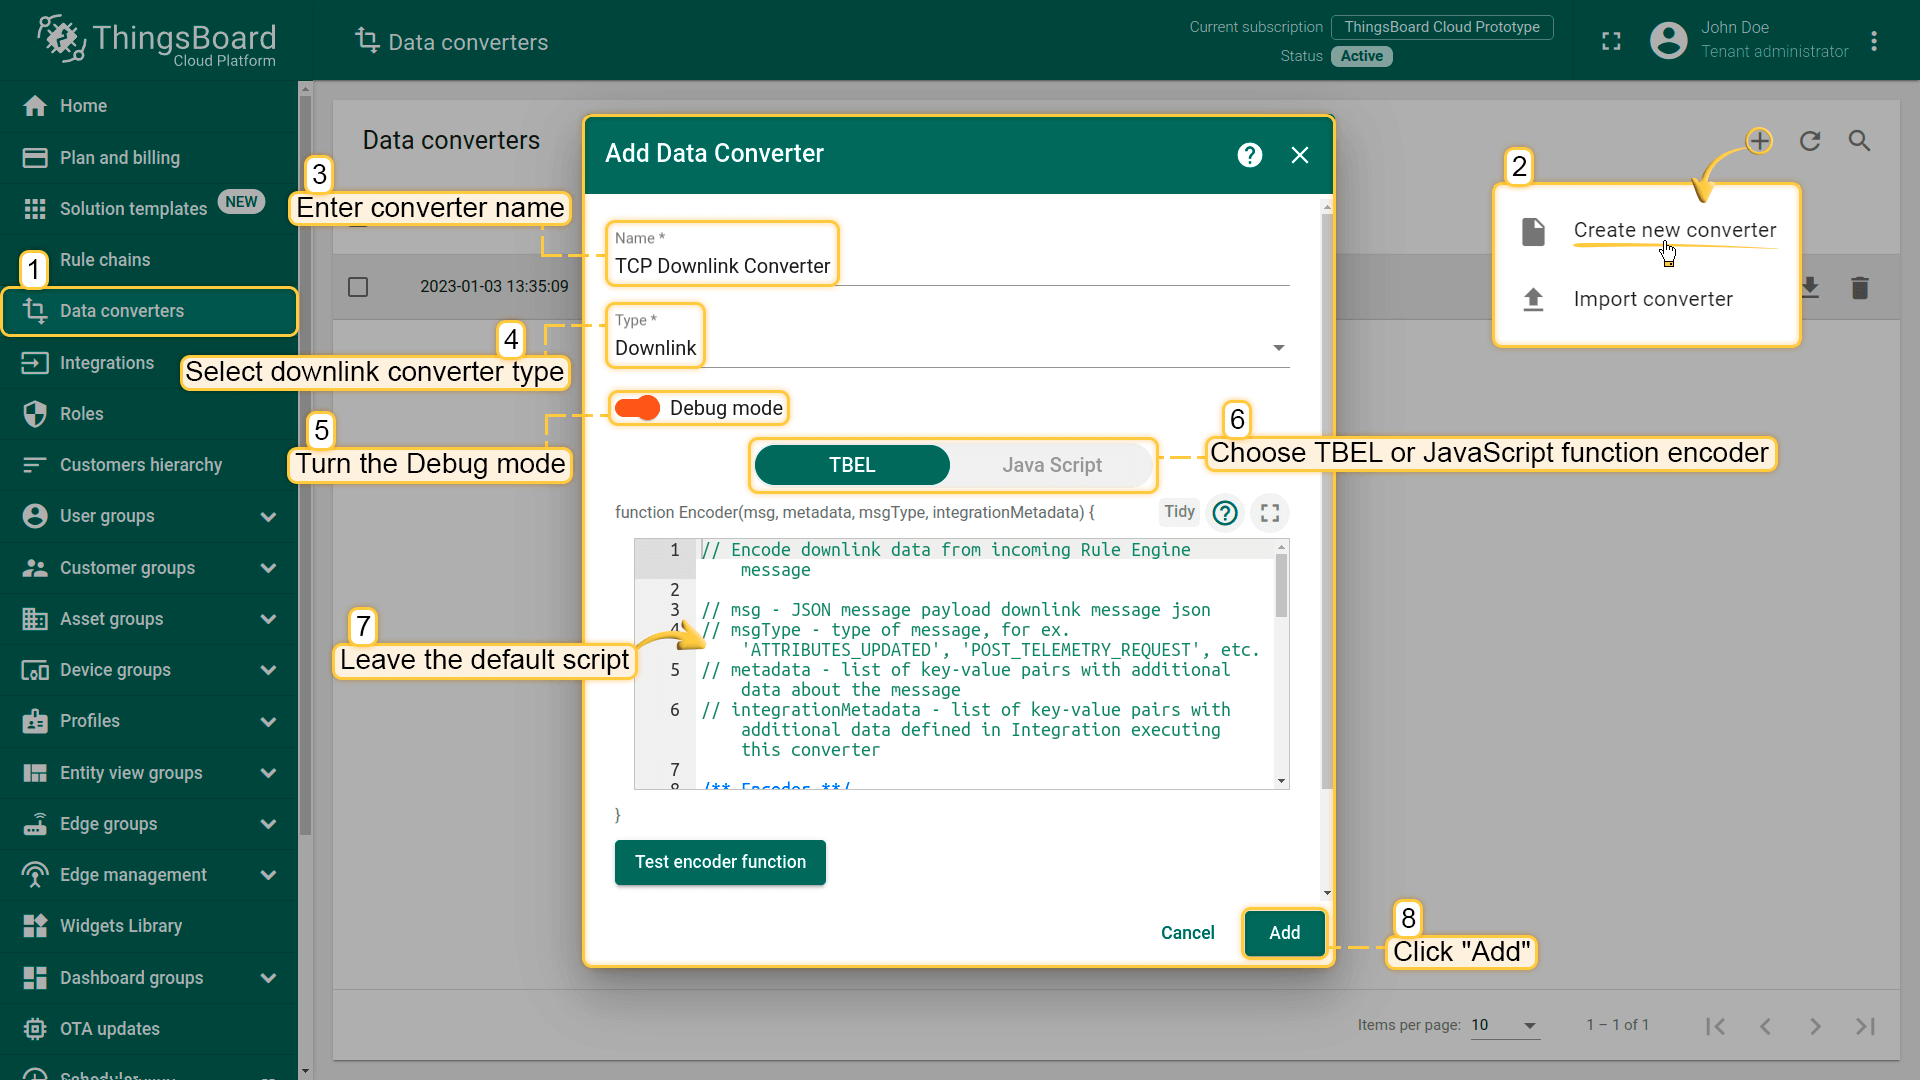 ThingsBoard
Cloud Platform
Data converters
Current subscription
ThingsBoard Cloud Prototype
Status
Active
John Doe
Tenant administrator
Home
Plan and billing
Solution templates
NEW
Rule chains
1
Data converters
Integrations
Roles
Customers hierarchy
User groups
Customer groups
Asset groups
Device groups
Profiles
Entity view groups
Edge groups
Edge management
Widgets Library
Dashboard groups
OTA updates
Data converters
2023-01-03 13:35:09
2
Create new converter
Import converter
Add Data Converter
3
Enter converter name
Name *
TCP Downlink Converter
4
Select downlink converter type
Type *
Downlink
5
Turn the Debug mode
Debug mode
6
Choose TBEL or JavaScript function encoder
TBEL
Java Script
function Encoder(msg, metadata, msgType, integrationMetadata) {
Tidy
7
Leave the default script
1 // Encode downlink data from incoming Rule Engine
message
2
3 // msg - JSON message payload downlink message json
4 // msgType - type of message, for ex.
'ATTRIBUTES_UPDATED', 'POST_TELEMETRY_REQUEST', etc.
5 // metadata - list of key-value pairs with additional
data about the message
6 // integrationMetadata - list of key-value pairs with
additional data defined in Integration executing
this converter
7
8 /** Encoder **/
}
Test encoder function
Cancel
Add
8
Click "Add"
Items per page:
10
1 – 1 of 1